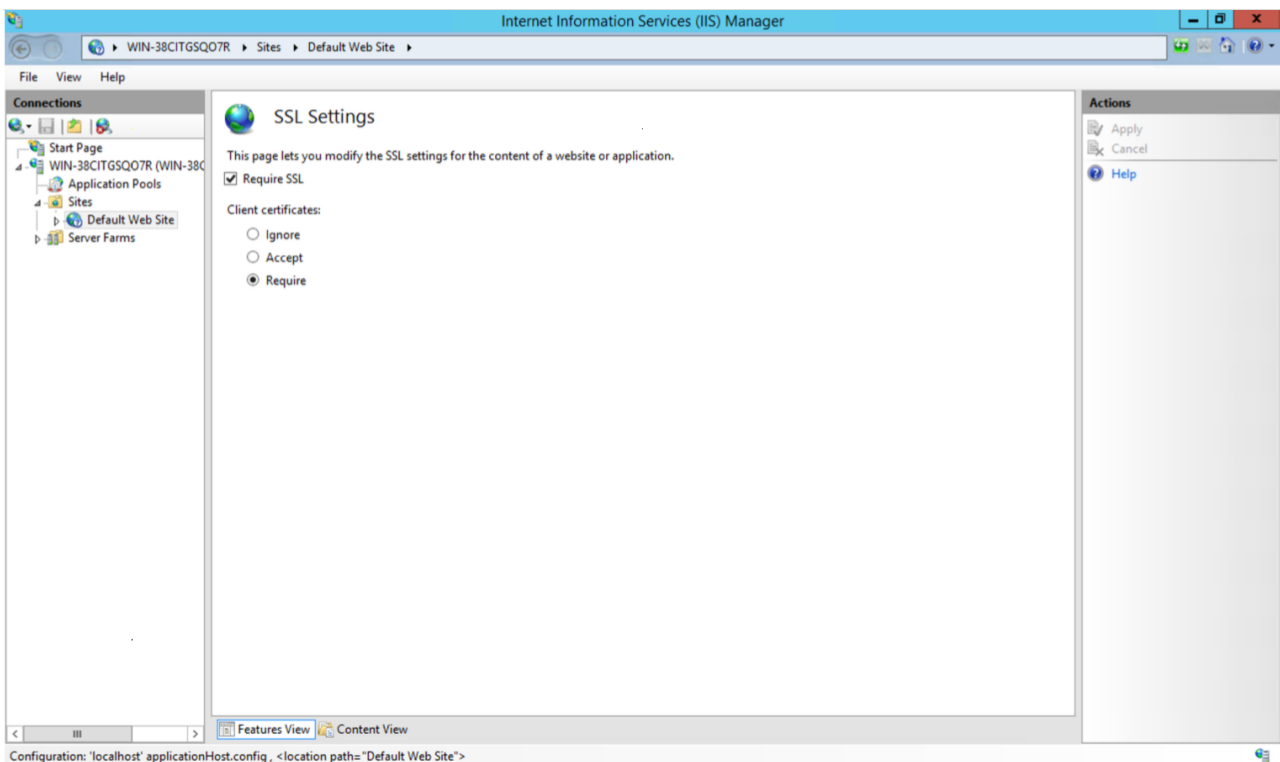 Internet Information Services (IIS) Manager
WIN-38CITGSQO7R Sites Default Web Site
File View Help
Connections
Start Page
WIN-38CITGSQO7R (WIN-38C
Application Pools
Sites
Default Web Site
Server Farms
SSL Settings
This page lets you modify the SSL settings for the content of a website or application.
Require SSL
Client certificates:
Ignore
Accept
Require
Features View Content View
Actions
Apply
Cancel
Help
Configuration: 'localhost' applicationHost.config , <location path="Default Web Site">